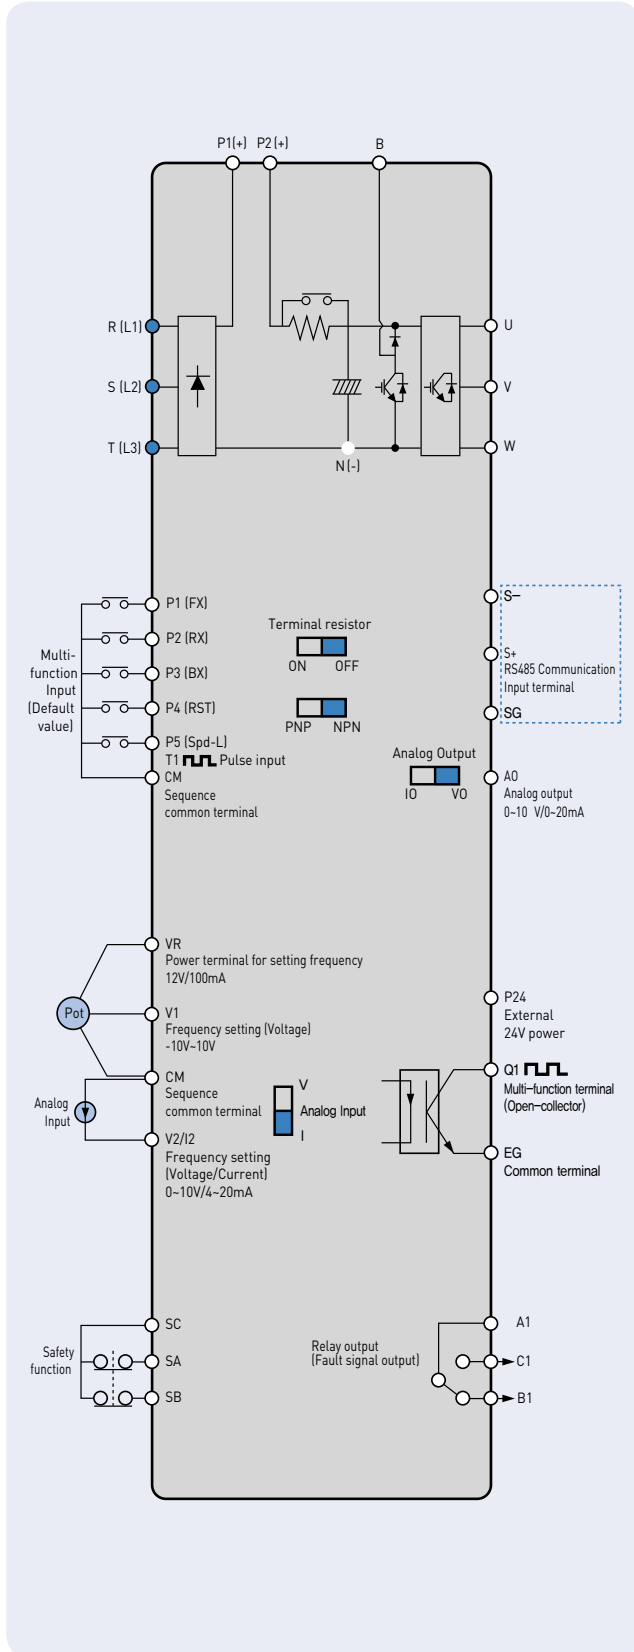 P1(+) P2 (+) B
R (L1)
S (L2)
T (L3)
N (-)
U
V
W
Multi-
function
Input
(Default
value)
P1 (FX)
P2 (RX)
P3 (BX)
P4 (RST)
P5 (Spd-L)
T1 Pulse input
CM
Sequence
common terminal
Terminal resistor
ON OFF
PNP NPN
Analog Output
IO VO
S-
S+
RS485 Communication
Input terminal
SG
AO
Analog output
0~10 V/0~20mA
Pot
VR
Power terminal for setting frequency
12V/100mA
V1
Frequency setting (Voltage)
-10V~10V
CM
Sequence
common terminal
Analog
Input
V2/I2
Frequency setting
(Voltage/Current)
0~10V/4~20mA
V
Analog Input
I
P24
External
24V power
Q1
Multi-function terminal
(Open-collector)
EG
Common terminal
Safety
function
SC
SA
SB
Relay output
(Fault signal output)
A1
C1
B1